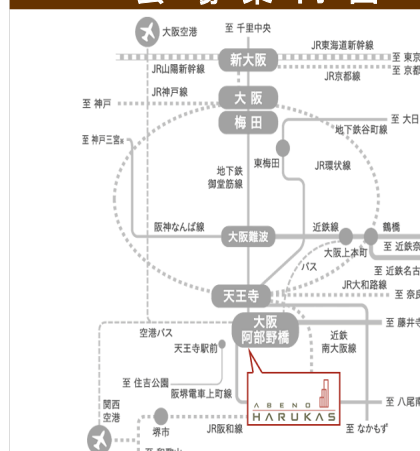 会場案内図
大阪空港
至 千里中央
JR東海道新幹線
至 東京
新大阪
JR山陽新幹線
JR京都線
至 京都
JR神戸線
至 神戸
大阪
梅田
至 大日
地下鉄谷町線
至 神戸三宮
東梅田
JR環状線
地下鉄
御堂筋線
阪神なんば線
大阪難波
近鉄線
鶴橋
大阪上本町
至 近鉄奈
バス
至 近鉄名古
JR大和路線
天王寺
至 奈良
大阪
阿部野橋
至 藤井寺
空港バス
天王寺駅前
近鉄
南大阪線
至 住吉公園
阪堺電車上町線
ABENO
HARUKAS
至 八尾南
関西
空港
堺市
JR阪和線
至 なかもず